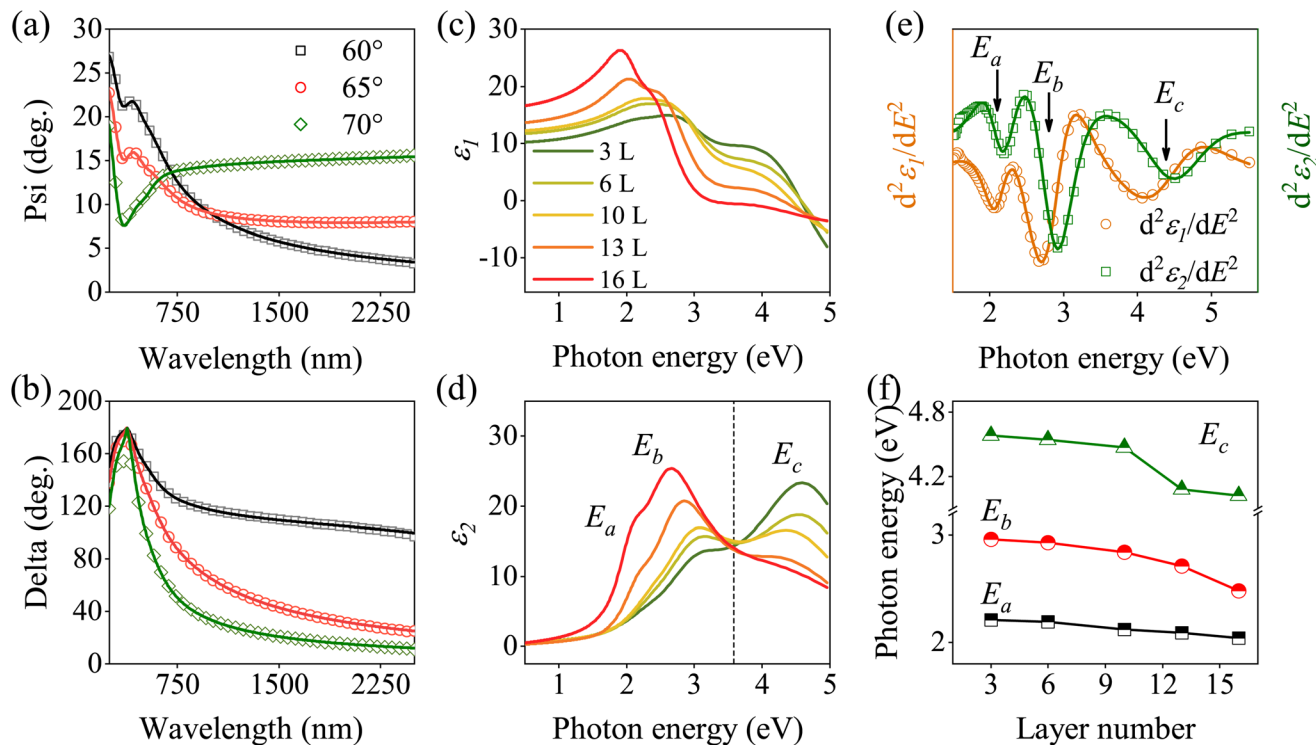 (a)
30
25
20
15
10
5
0
Psi (deg.)
60°
65°
70°
750
1500
2250
Wavelength (nm)
(b)
200
160
120
80
40
0
Delta (deg.)
750
1500
2250
Wavelength (nm)
(c)
30
20
10
0
-10
ε1
3 L
6 L
10 L
13 L
16 L
1
2
3
4
5
Photon energy (eV)
(d)
30
20
10
0
ε2
Ea
Eb
Ec
1
2
3
4
5
Photon energy (eV)
(e)
d²ε1/dE²
d²ε2/dE²
Ea
Eb
Ec
d²ε1/dE²
d²ε2/dE²
2
3
4
5
Photon energy (eV)
(f)
4.8
4.2
3
2
Photon energy (eV)
Ec
Eb
Ea
3
6
9
12
15
Layer number